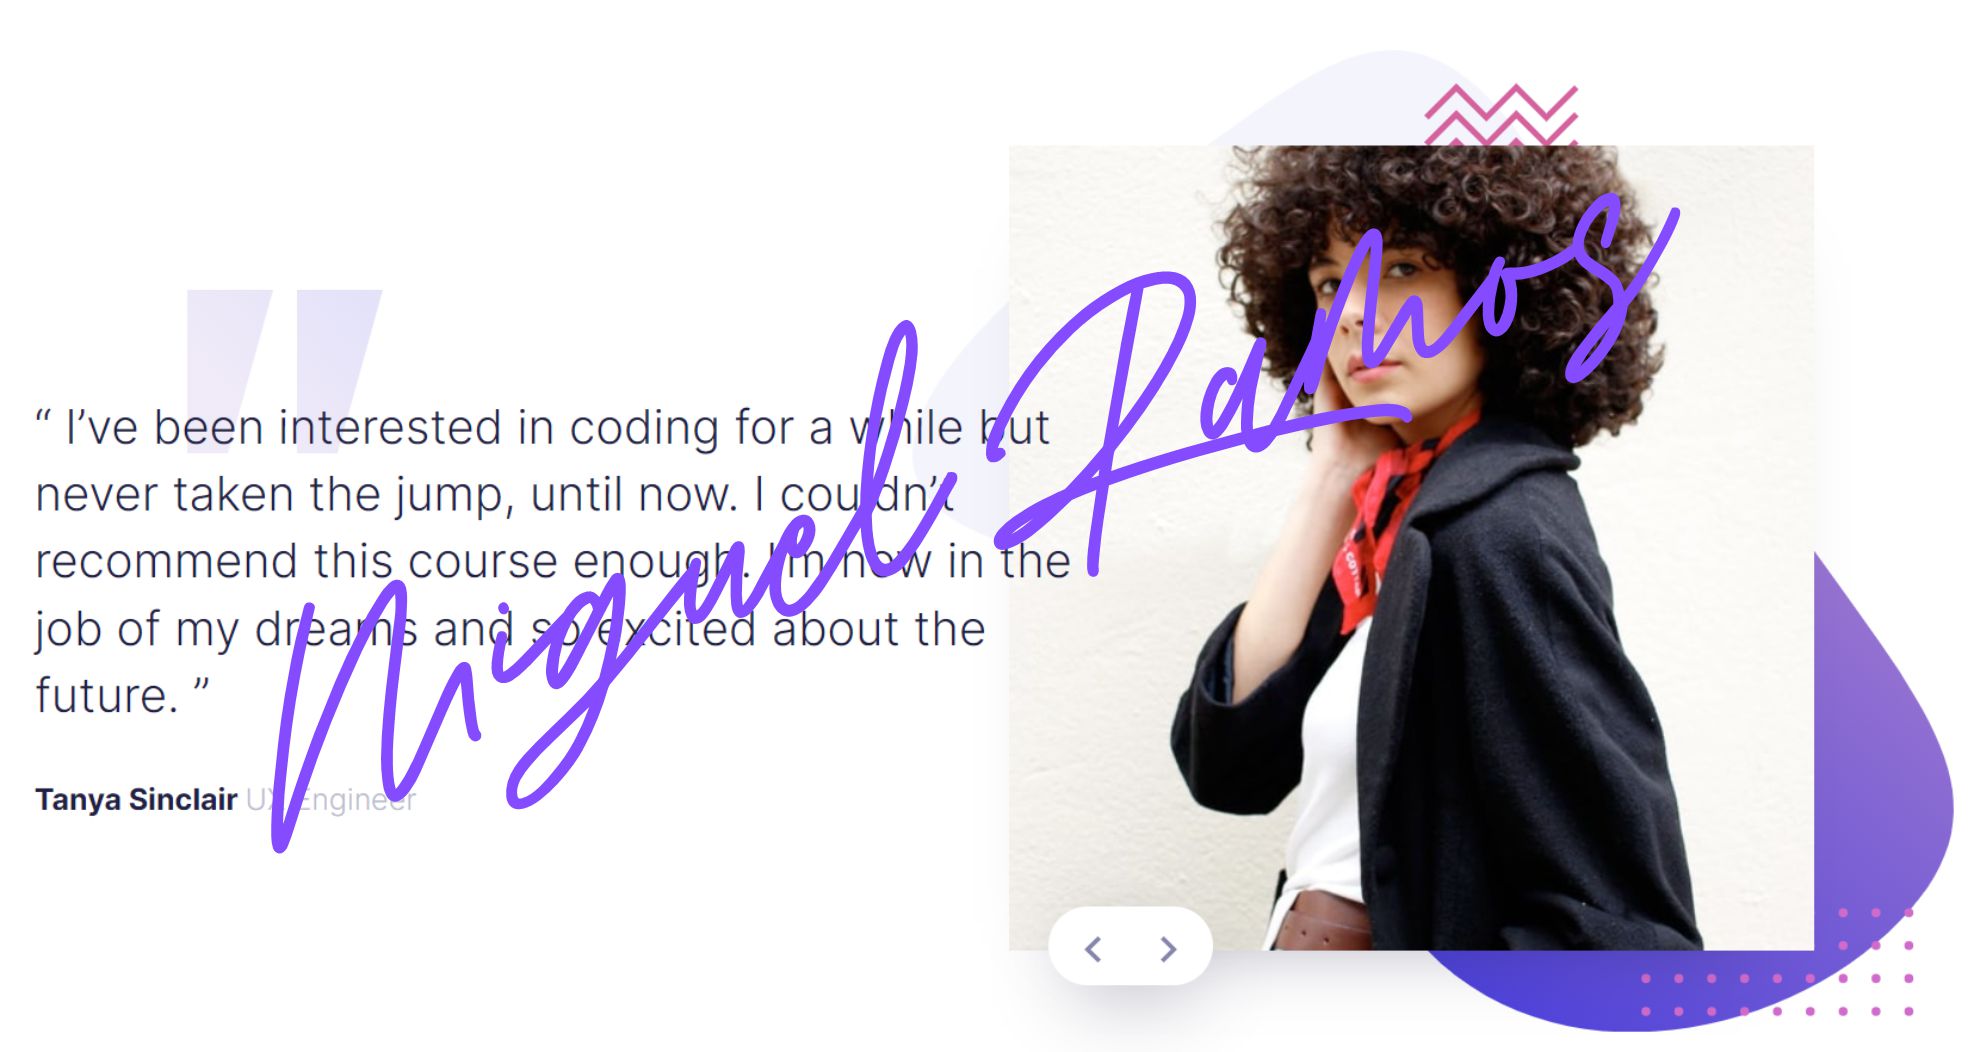 “ I’ve been interested in coding for a while but
never taken the jump, until now. I couldn’t
recommend this course enough. I’m now in the
job of my dreams and so excited about the
future. ”
Tanya Sinclair UX Engineer
Miguel Ramos